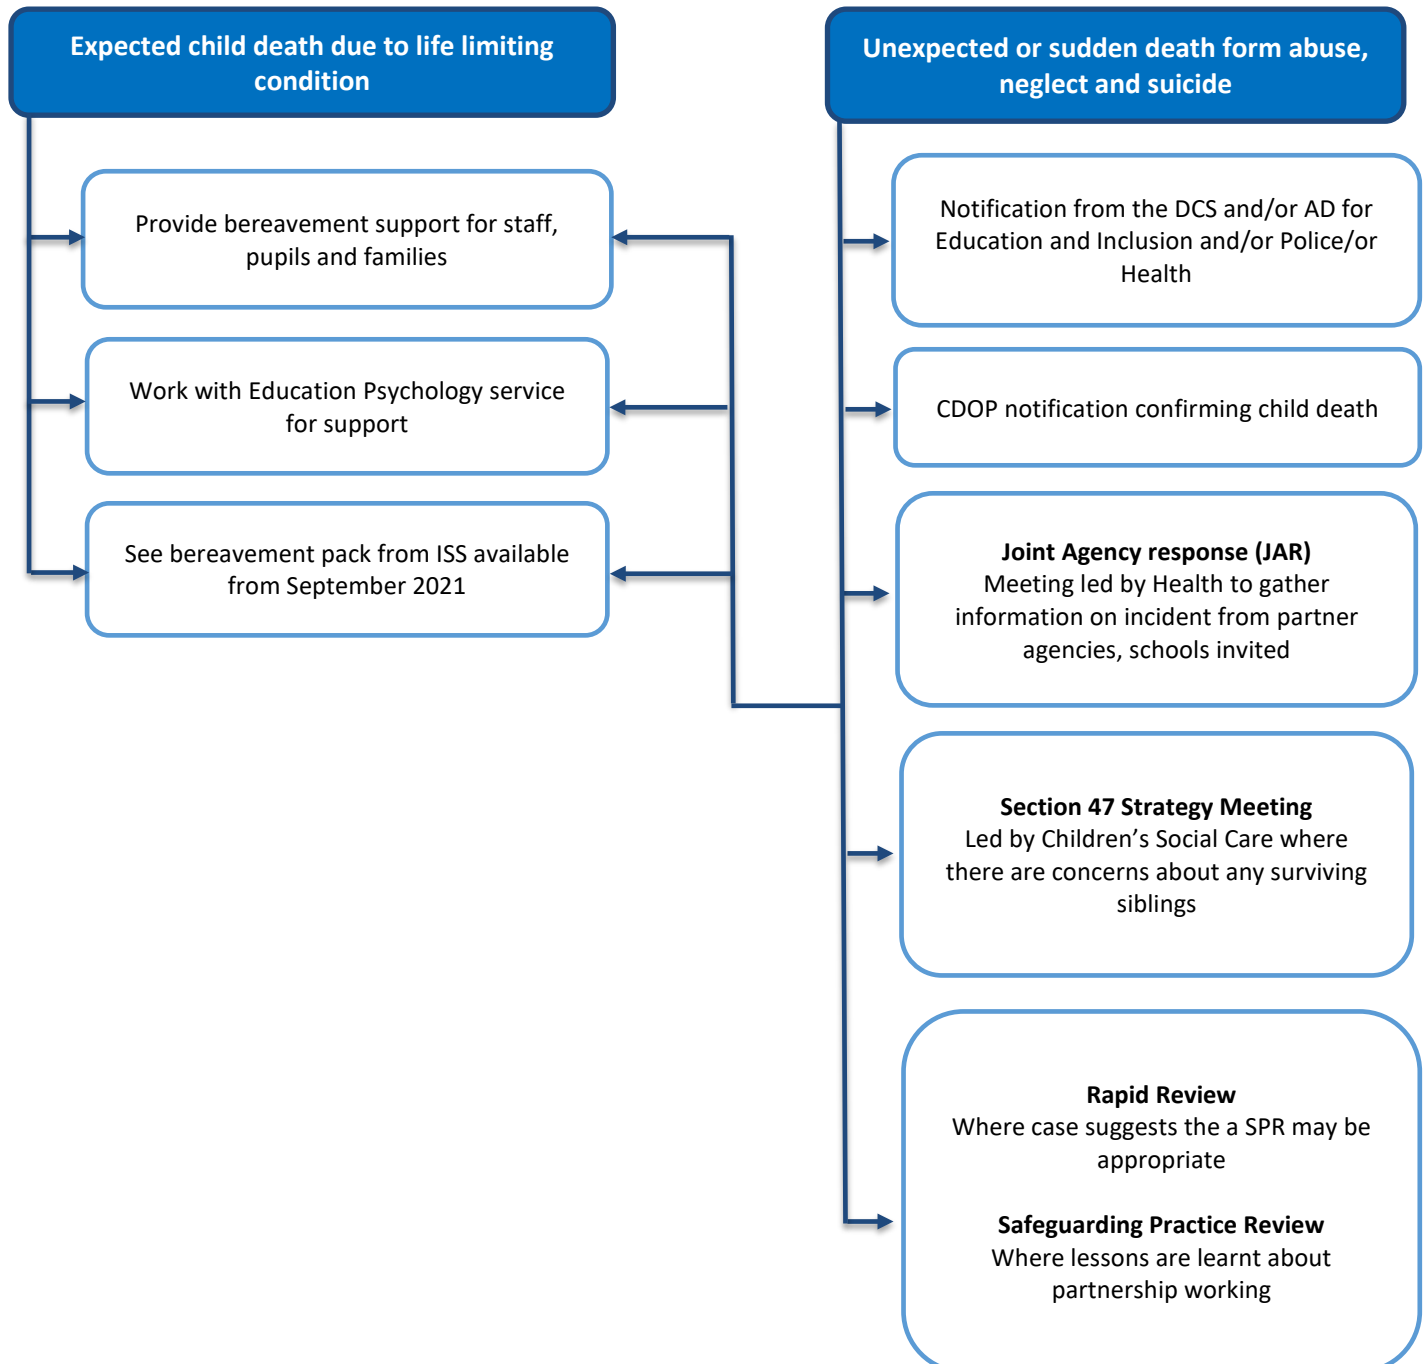 Expected child death due to life limiting
condition
Provide bereavement support for staff,
pupils and families
Work with Education Psychology service
for support
See bereavement pack from ISS available
from September 2021
Unexpected or sudden death form abuse,
neglect and suicide
Notification from the DCS and/or AD for
Education and Inclusion and/or Police/or
Health
CDOP notification confirming child death
Joint Agency response (JAR)
Meeting led by Health to gather
information on incident from partner
agencies, schools invited
Section 47 Strategy Meeting
Led by Children’s Social Care where
there are concerns about any surviving
siblings
Rapid Review
Where case suggests the a SPR may be
appropriate
Safeguarding Practice Review
Where lessons are learnt about
partnership working